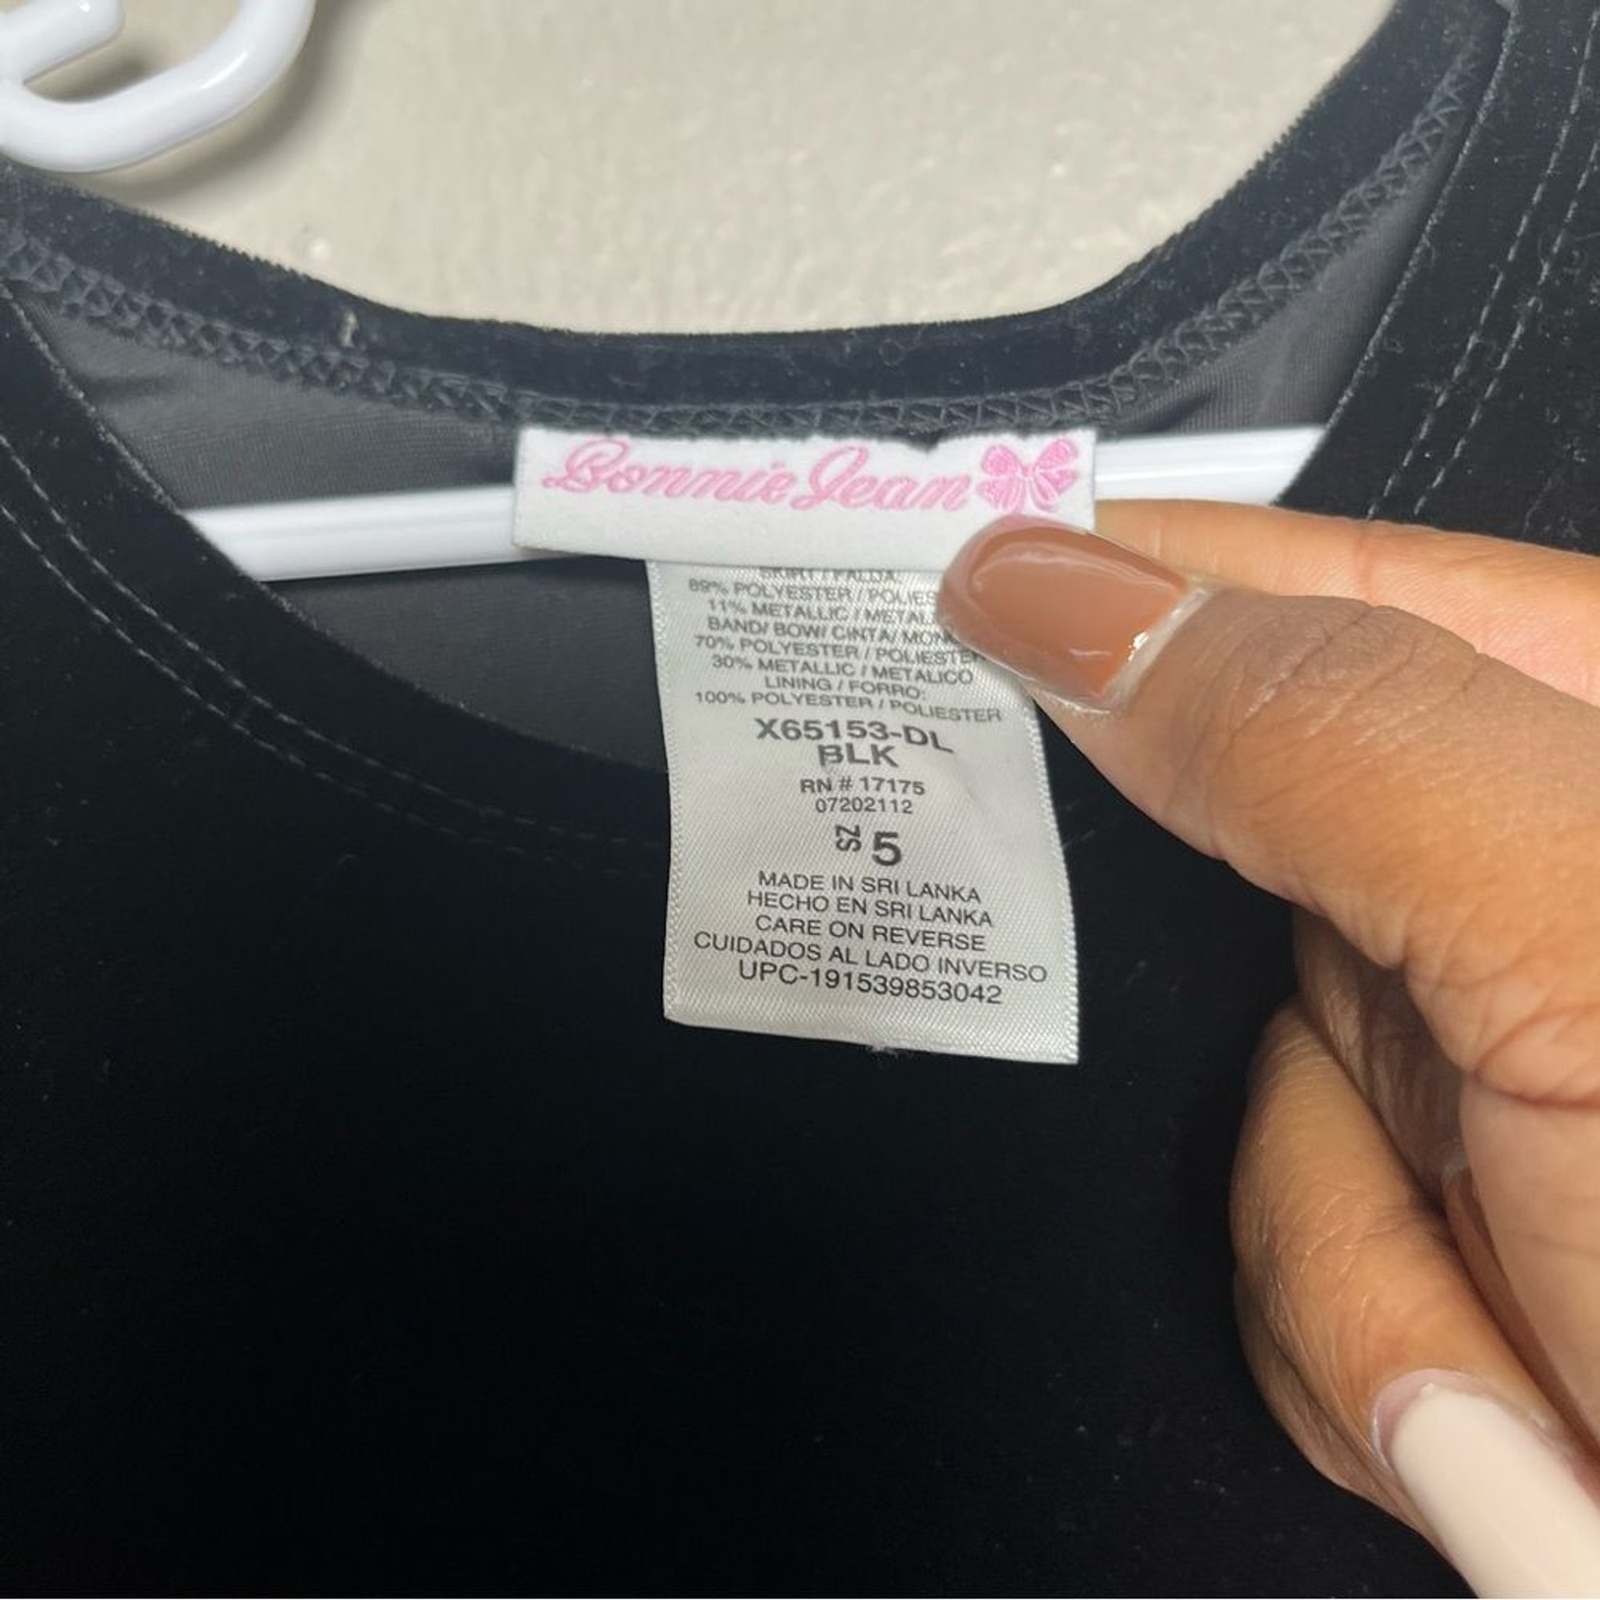 Bonnie Jean
SKIRT / FALDA:
89% POLYESTER / POLIES
11% METALLIC / METAL
BAND/ BOW/ CINTA/ MON
70% POLYESTER / POLIESTER
30% METALLIC / METALICO
LINING / FORRO:
100% POLYESTER / POLIESTER
X65153-DL
BLK
RN # 17175
07202112
SZ 5
MADE IN SRI LANKA
HECHO EN SRI LANKA
CARE ON REVERSE
CUIDADOS AL LADO INVERSO
UPC-191539853042